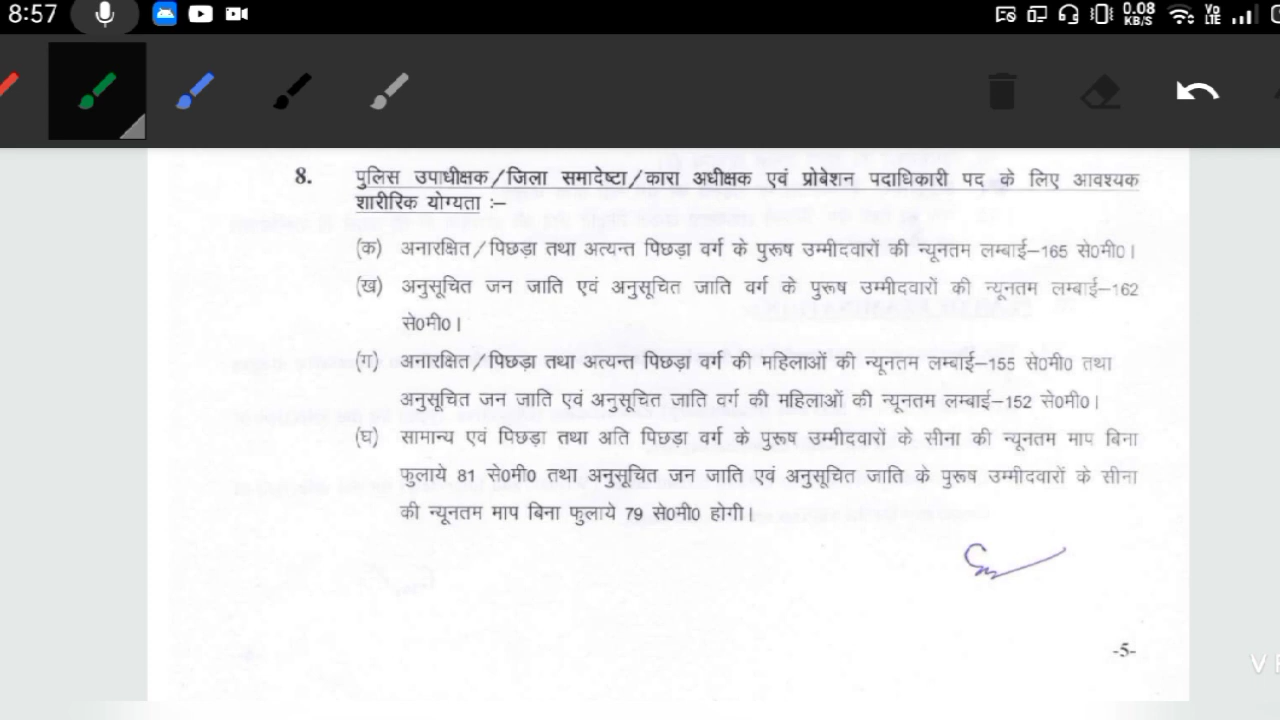 8:57
0.08
KB/S
Vo
LTE
8. पुलिस उपाधीक्षक/जिला समादेष्टा/कारा अधीक्षक एवं प्रोबेशन पदाधिकारी पद के लिए आवश्यक
शारीरिक योग्यता :–
(क) अनारक्षित/पिछड़ा तथा अत्यन्त पिछड़ा वर्ग के पुरूष उम्मीदवारों की न्यूनतम लम्बाई–165 से0मी0।
(ख) अनुसूचित जन जाति एवं अनुसूचित जाति वर्ग के पुरूष उम्मीदवारों की न्यूनतम लम्बाई–162
से0मी0।
(ग) अनारक्षित/पिछड़ा तथा अत्यन्त पिछड़ा वर्ग की महिलाओं की न्यूनतम लम्बाई–155 से0मी0 तथा
अनुसूचित जन जाति एवं अनुसूचित जाति वर्ग की महिलाओं की न्यूनतम लम्बाई–152 से0मी0।
(घ) सामान्य एवं पिछड़ा तथा अति पिछड़ा वर्ग के पुरूष उम्मीदवारों के सीना की न्यूनतम माप बिना
फुलाये 81 से0मी0 तथा अनुसूचित जन जाति एवं अनुसूचित जाति के पुरूष उम्मीदवारों के सीना
की न्यूनतम माप बिना फुलाये 79 से0मी0 होगी।
-5-